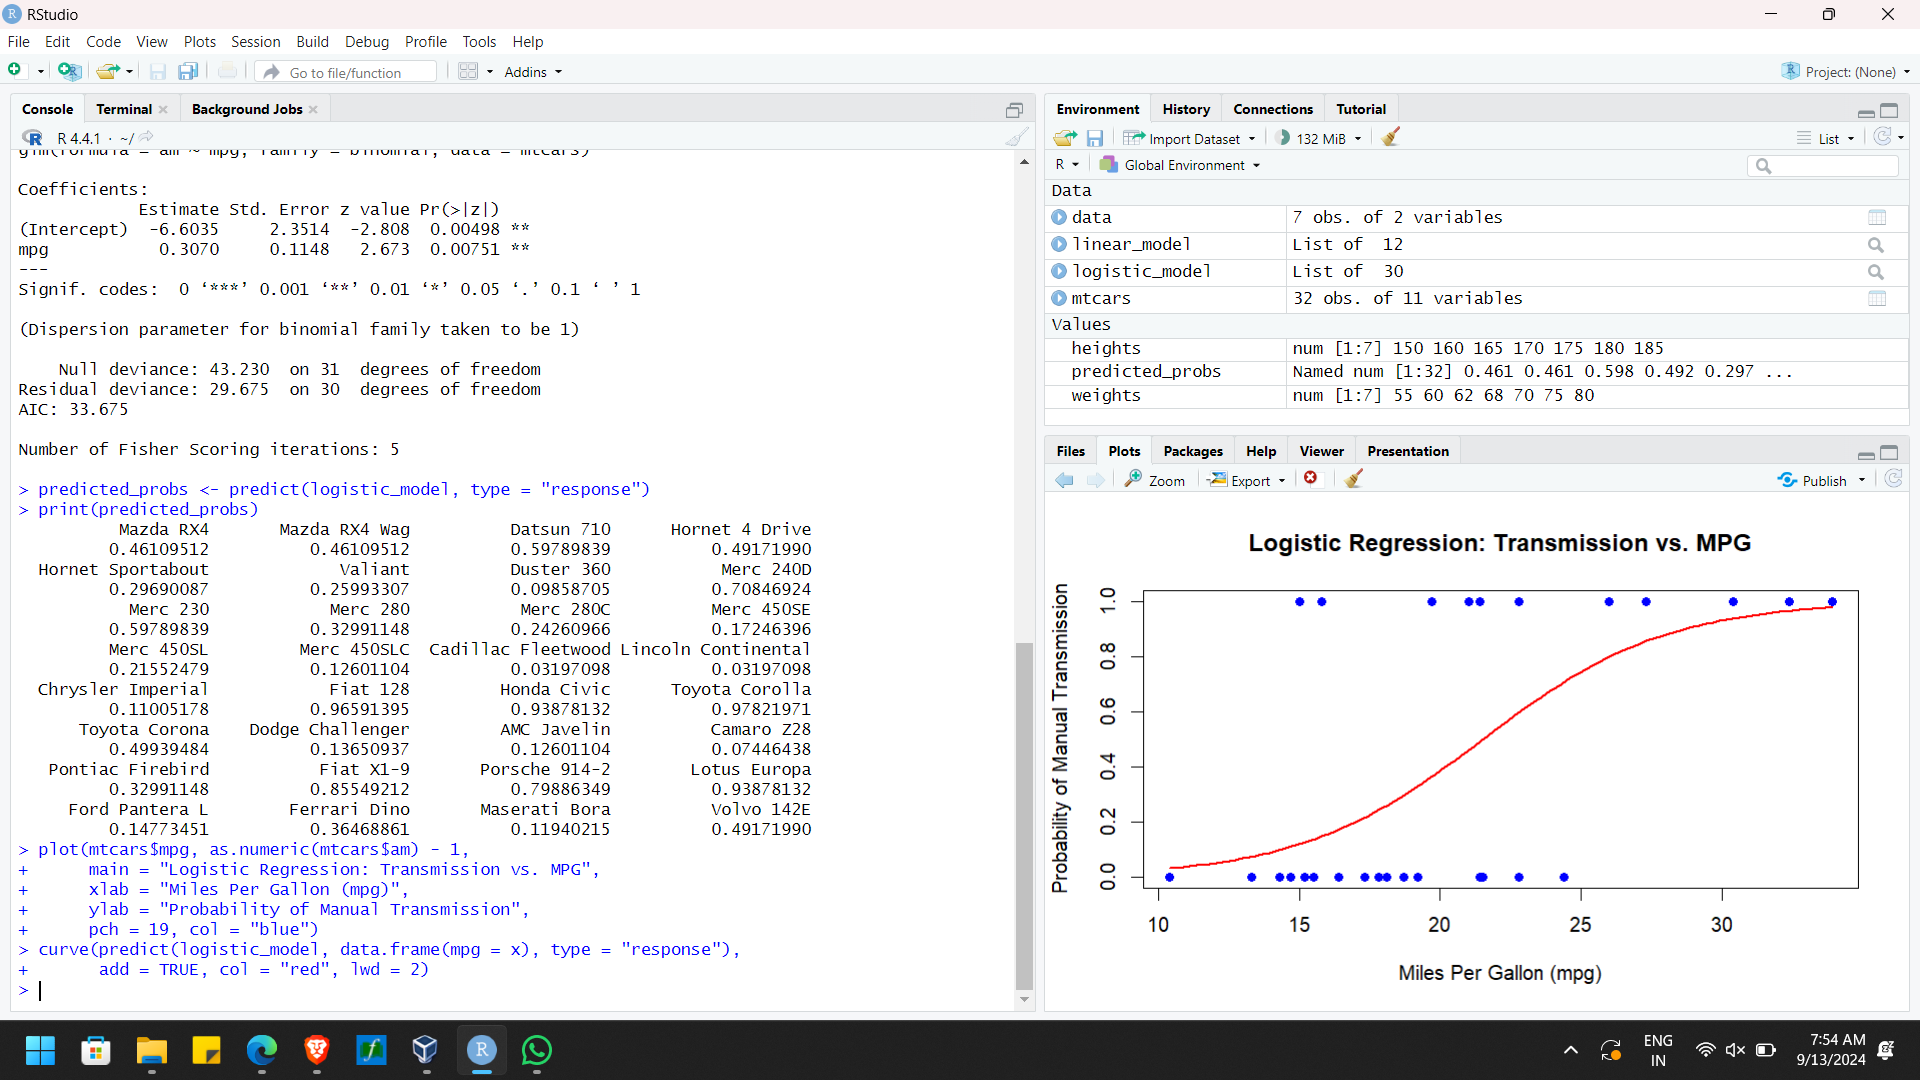 RStudio
File Edit Code View Plots Session Build Debug Profile Tools Help
Go to file/function Addins Project: (None)
Console Terminal Background Jobs
R 4.4.1 · ~/
glm(formula = am ~ mpg, family = binomial, data = mtcars)
Coefficients:
Estimate Std. Error z value Pr(>|z|)
(Intercept) -6.6035 2.3514 -2.808 0.00498 **
mpg 0.3070 0.1148 2.673 0.00751 **
---
Signif. codes: 0 ‘***’ 0.001 ‘**’ 0.01 ‘*’ 0.05 ‘.’ 0.1 ‘ ’ 1
(Dispersion parameter for binomial family taken to be 1)
Null deviance: 43.230 on 31 degrees of freedom
Residual deviance: 29.675 on 30 degrees of freedom
AIC: 33.675
Number of Fisher Scoring iterations: 5
> predicted_probs <- predict(logistic_model, type = "response")
> print(predicted_probs)
Mazda RX4 Mazda RX4 Wag Datsun 710 Hornet 4 Drive
0.46109512 0.46109512 0.59789839 0.49171990
Hornet Sportabout Valiant Duster 360 Merc 240D
0.29690087 0.25993307 0.09858705 0.70846924
Merc 230 Merc 280 Merc 280C Merc 450SE
0.59789839 0.32991148 0.24260966 0.17246396
Merc 450SL Merc 450SLC Cadillac Fleetwood Lincoln Continental
0.21552479 0.12601104 0.03197098 0.03197098
Chrysler Imperial Fiat 128 Honda Civic Toyota Corolla
0.11005178 0.96591395 0.93878132 0.97821971
Toyota Corona Dodge Challenger AMC Javelin Camaro Z28
0.49939484 0.13650937 0.12601104 0.07446438
Pontiac Firebird Fiat X1-9 Porsche 914-2 Lotus Europa
0.32991148 0.85549212 0.79886349 0.93878132
Ford Pantera L Ferrari Dino Maserati Bora Volvo 142E
0.14773451 0.36468861 0.11940215 0.49171990
> plot(mtcars$mpg, as.numeric(mtcars$am) - 1,
+ main = "Logistic Regression: Transmission vs. MPG",
+ xlab = "Miles Per Gallon (mpg)",
+ ylab = "Probability of Manual Transmission",
+ pch = 19, col = "blue")
> curve(predict(logistic_model, data.frame(mpg = x), type = "response"),
+ add = TRUE, col = "red", lwd = 2)
>
Environment History Connections Tutorial
Import Dataset 132 MiB List
R Global Environment
Data
data 7 obs. of 2 variables
linear_model List of 12
logistic_model List of 30
mtcars 32 obs. of 11 variables
Values
heights num [1:7] 150 160 165 170 175 180 185
predicted_probs Named num [1:32] 0.461 0.461 0.598 0.492 0.297 ...
weights num [1:7] 55 60 62 68 70 75 80
Files Plots Packages Help Viewer Presentation
Zoom Export Publish
Logistic Regression: Transmission vs. MPG
Probability of Manual Transmission
1.0
0.8
0.6
0.4
0.2
0.0
10 15 20 25 30
Miles Per Gallon (mpg)
ENG
IN
7:54 AM
9/13/2024